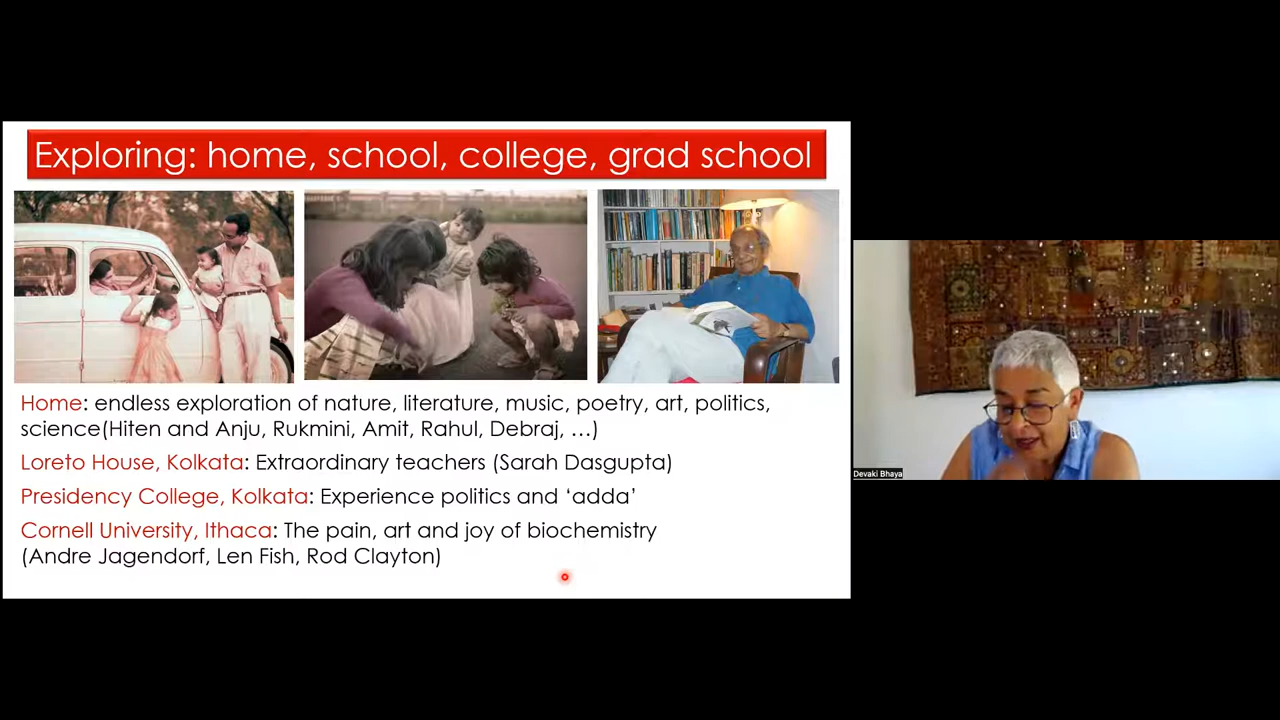 Exploring: home, school, college, grad school
Home: endless exploration of nature, literature, music, poetry, art, politics,
science(Hiten and Anju, Rukmini, Amit, Rahul, Debraj, …)
Loreto House, Kolkata: Extraordinary teachers (Sarah Dasgupta)
Presidency College, Kolkata: Experience politics and ‘adda’
Cornell University, Ithaca: The pain, art and joy of biochemistry
(Andre Jagendorf, Len Fish, Rod Clayton)
Devaki Bhaya